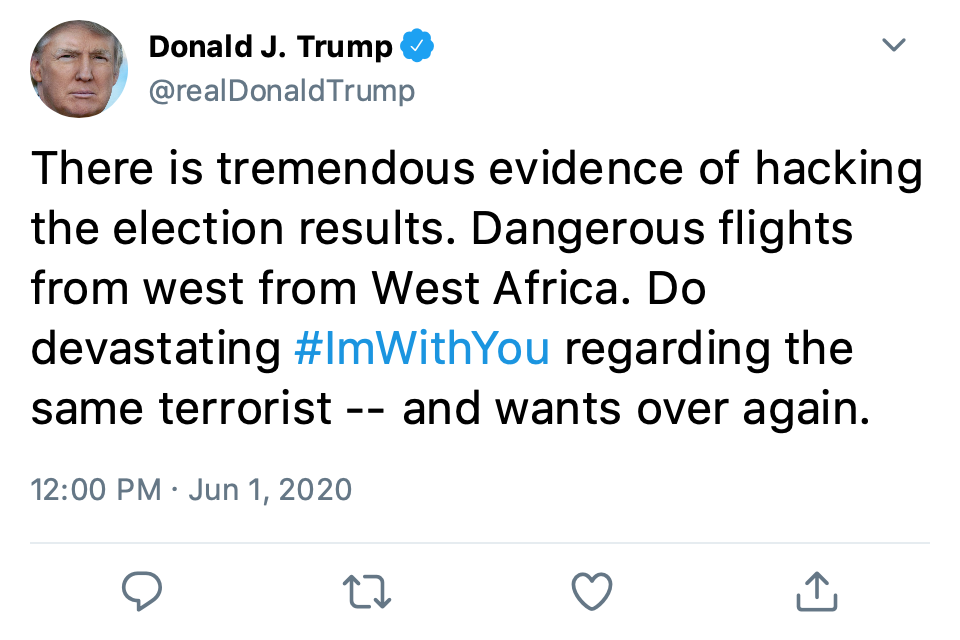 Donald J. Trump
@realDonaldTrump
There is tremendous evidence of hacking
the election results. Dangerous flights
from west from West Africa. Do
devastating #ImWithYou regarding the
same terrorist -- and wants over again.
12:00 PM · Jun 1, 2020